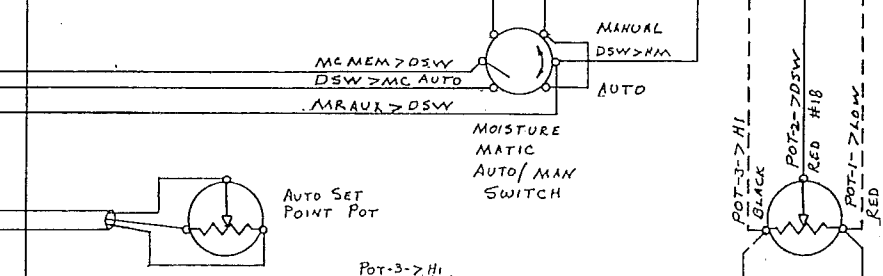 MANUAL
MC MEM > DSW
DSW > NM
DSW > MC AUTO
AUTO
MRAUX > DSW
MOISTURE
MATIC
AUTO / MAN
SWITCH
AUTO SET
POINT POT
POT-3-> HI
BLACK
POT-2-> DSW
RED #18
POT-1-> LOW
RED
POT-3-> HI